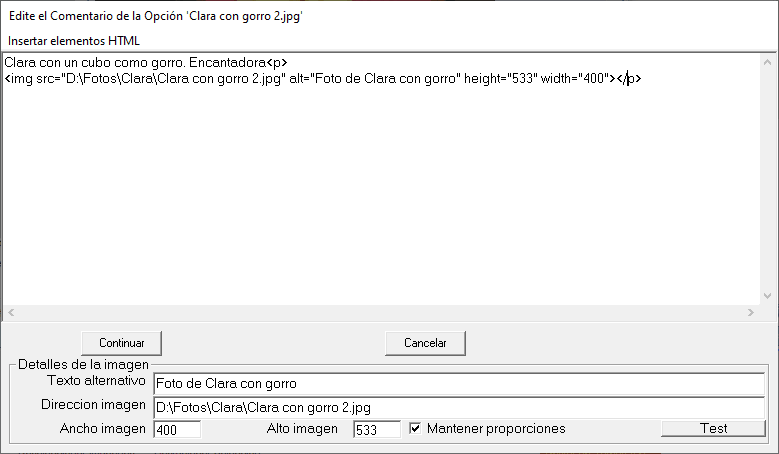 Edite el Comentario de la Opción 'Clara con gorro 2.jpg'
Insertar elementos HTML
Clara con un cubo como gorro. Encantadora<p>
<img src="D:\Fotos\Clara\Clara con gorro 2.jpg" alt="Foto de Clara con gorro" height="533" width="400"></p>
Continuar
Cancelar
Detalles de la imagen
Texto alternativo Foto de Clara con gorro
Direccion imagen D:\Fotos\Clara\Clara con gorro 2.jpg
Ancho imagen 400 Alto imagen 533 Mantener proporciones Test